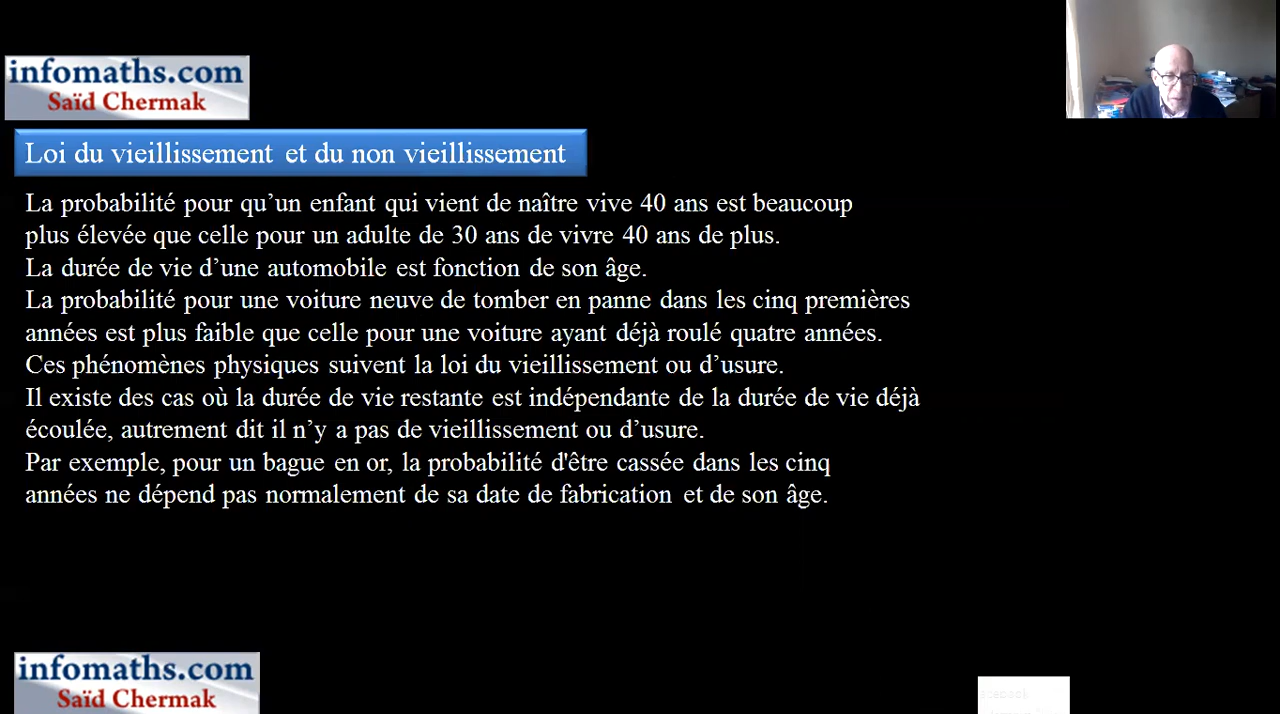 infomaths.com
Saïd Chermak
Loi du vieillissement et du non vieillissement
La probabilité pour qu’un enfant qui vient de naître vive 40 ans est beaucoup
plus élevée que celle pour un adulte de 30 ans de vivre 40 ans de plus.
La durée de vie d’une automobile est fonction de son âge.
La probabilité pour une voiture neuve de tomber en panne dans les cinq premières
années est plus faible que celle pour une voiture ayant déjà roulé quatre années.
Ces phénomènes physiques suivent la loi du vieillissement ou d’usure.
Il existe des cas où la durée de vie restante est indépendante de la durée de vie déjà
écoulée, autrement dit il n’y a pas de vieillissement ou d’usure.
Par exemple, pour un bague en or, la probabilité d'être cassée dans les cinq
années ne dépend pas normalement de sa date de fabrication et de son âge.
infomaths.com
Saïd Chermak